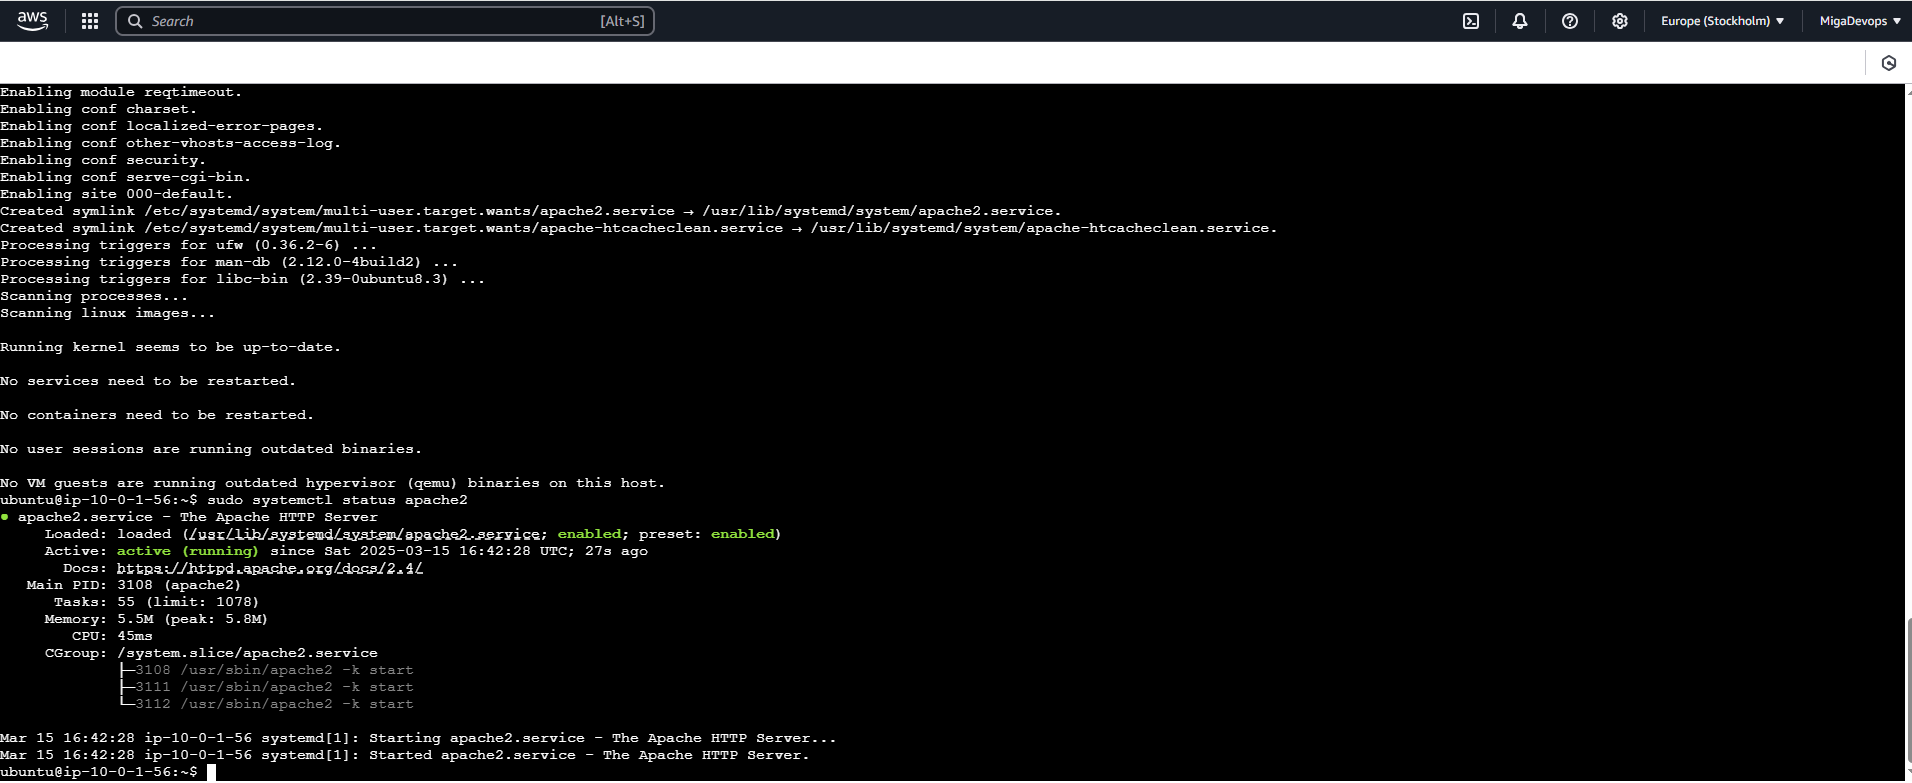 aws
Search [Alt+S] Europe (Stockholm) MigaDevops
Enabling module reqtimeout.
Enabling conf charset.
Enabling conf localized-error-pages.
Enabling conf other-vhosts-access-log.
Enabling conf security.
Enabling conf serve-cgi-bin.
Enabling site 000-default.
Created symlink /etc/systemd/system/multi-user.target.wants/apache2.service → /usr/lib/systemd/system/apache2.service.
Created symlink /etc/systemd/system/multi-user.target.wants/apache-htcacheclean.service → /usr/lib/systemd/system/apache-htcacheclean.service.
Processing triggers for ufw (0.36.2-6) ...
Processing triggers for man-db (2.12.0-4build2) ...
Processing triggers for libc-bin (2.39-0ubuntu8.3) ...
Scanning processes...
Scanning linux images...
Running kernel seems to be up-to-date.
No services need to be restarted.
No containers need to be restarted.
No user sessions are running outdated binaries.
No VM guests are running outdated hypervisor (qemu) binaries on this host.
ubuntu@ip-10-0-1-56:~$ sudo systemctl status apache2
● apache2.service - The Apache HTTP Server
Loaded: loaded (/usr/lib/systemd/system/apache2.service; enabled; preset: enabled)
Active: active (running) since Sat 2025-03-15 16:42:28 UTC; 27s ago
Docs: https://httpd.apache.org/docs/2.4/
Main PID: 3108 (apache2)
Tasks: 55 (limit: 1078)
Memory: 5.5M (peak: 5.8M)
CPU: 45ms
CGroup: /system.slice/apache2.service
├─3108 /usr/sbin/apache2 -k start
├─3111 /usr/sbin/apache2 -k start
└─3112 /usr/sbin/apache2 -k start
Mar 15 16:42:28 ip-10-0-1-56 systemd[1]: Starting apache2.service - The Apache HTTP Server...
Mar 15 16:42:28 ip-10-0-1-56 systemd[1]: Started apache2.service - The Apache HTTP Server.
ubuntu@ip-10-0-1-56:~$